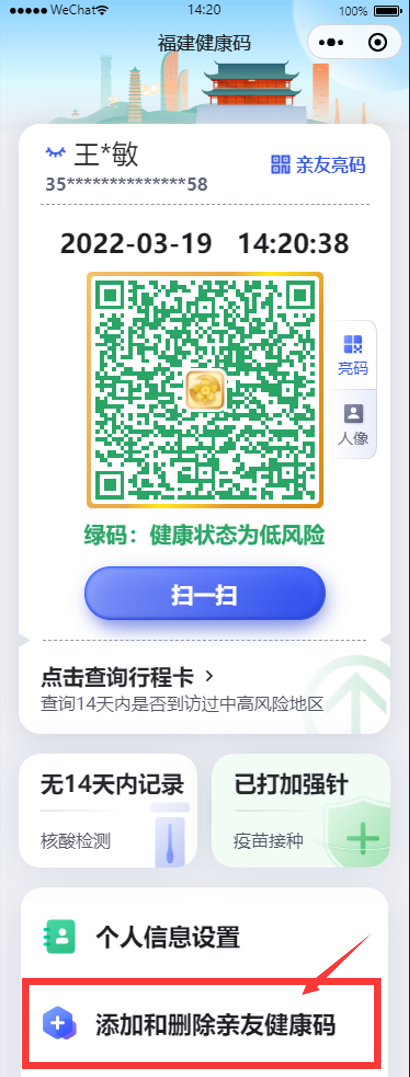 WeChat 14:20 100%
福建健康码
王*敏
亲友亮码
35**************58
2022-03-19 14:20:38
亮码
人像
绿码：健康状态为低风险
扫一扫
点击查询行程卡 >
查询14天内是否到访过中高风险地区
无14天内记录
核酸检测
已打加强针
疫苗接种
个人信息设置
添加和删除亲友健康码